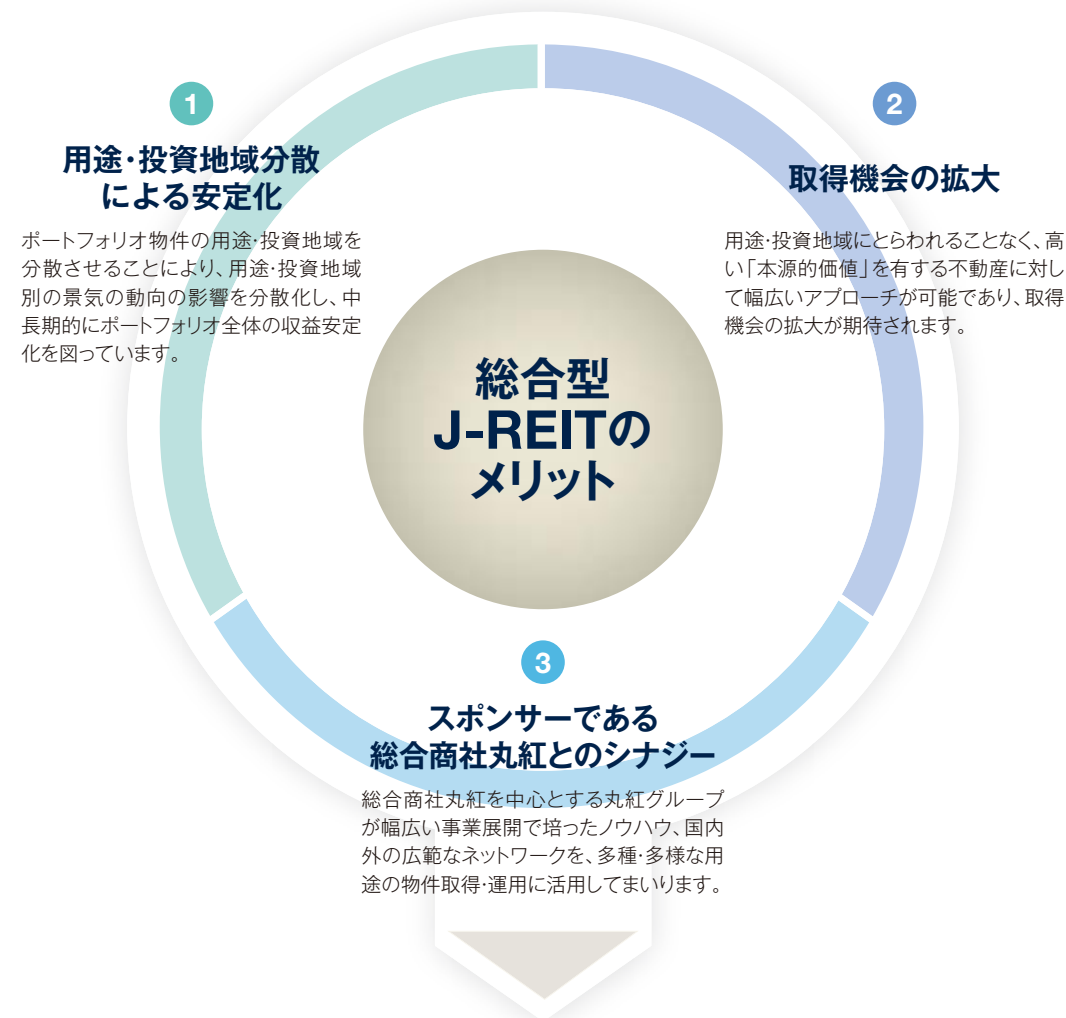 1
用途・投資地域分散
による安定化
ポートフォリオ物件の用途・投資地域を
分散させることにより、用途・投資地域
別の景気の動向の影響を分散化し、中
長期的にポートフォリオ全体の収益安定
化を図っています。
2
取得機会の拡大
用途・投資地域にとらわれることなく、高
い「本源的価値」を有する不動産に対し
て幅広いアプローチが可能であり、取得
機会の拡大が期待されます。
総合型
J-REITの
メリット
3
スポンサーである
総合商社丸紅とのシナジー
総合商社丸紅を中心とする丸紅グループ
が幅広い事業展開で培ったノウハウ、国内
外の広範なネットワークを、多種・多様な用
途の物件取得・運用に活用してまいります。